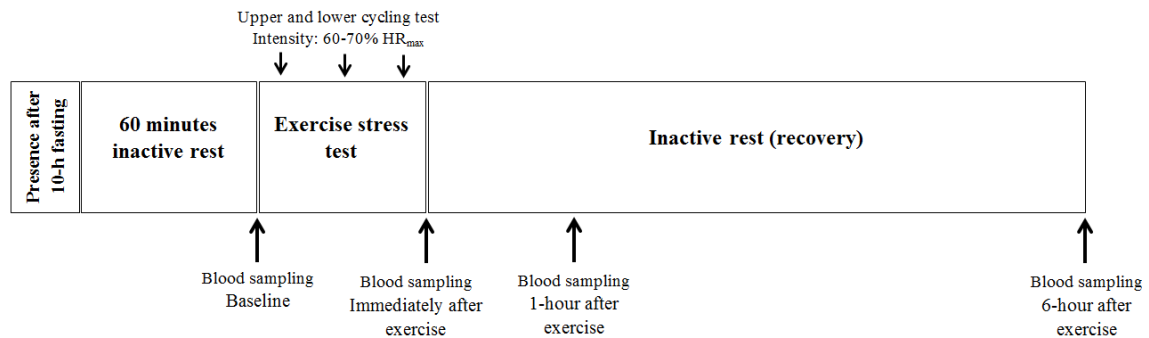 Upper and lower cycling test
Intensity: 60-70% HRmax
Presence after
10-h fasting
60 minutes
inactive rest
Exercise stress
test
Inactive rest (recovery)
Blood sampling
Baseline
Blood sampling
Immediately after
exercise
Blood sampling
1-hour after
exercise
Blood sampling
6-hour after
exercise